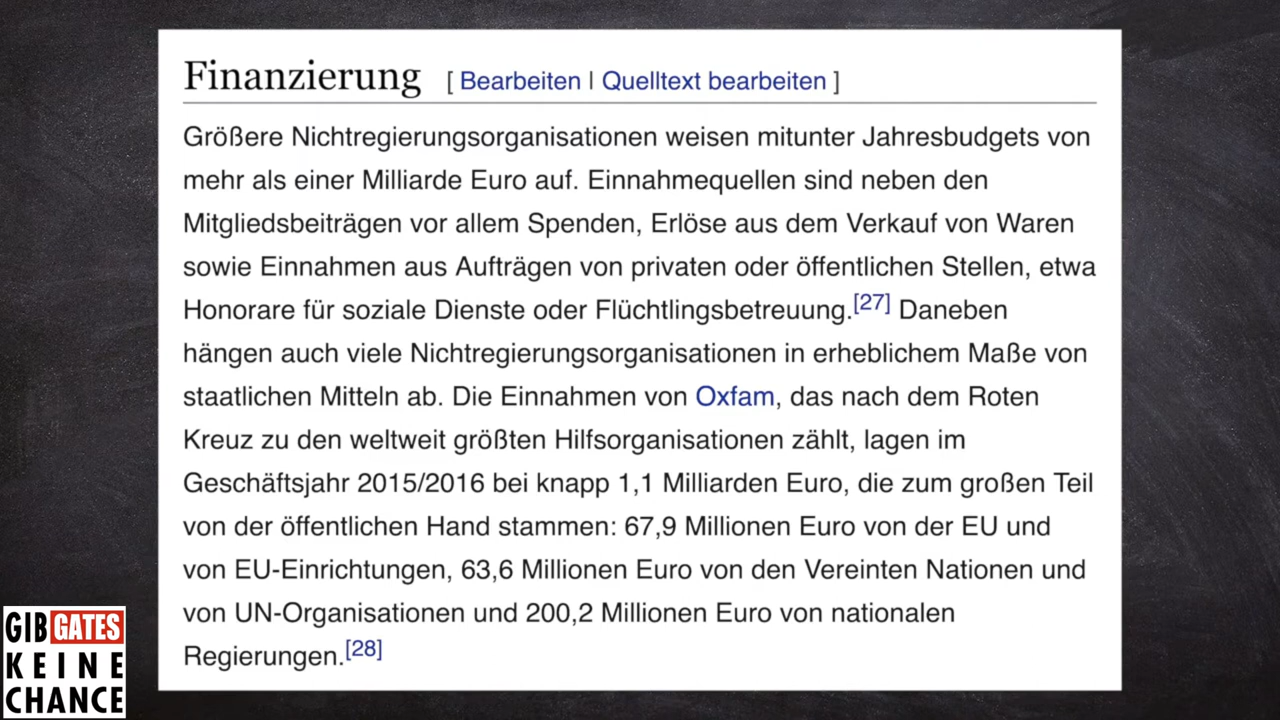 Finanzierung [ Bearbeiten | Quelltext bearbeiten ]
Größere Nichtregierungsorganisationen weisen mitunter Jahresbudgets von
mehr als einer Milliarde Euro auf. Einnahmequellen sind neben den
Mitgliedsbeiträgen vor allem Spenden, Erlöse aus dem Verkauf von Waren
sowie Einnahmen aus Aufträgen von privaten oder öffentlichen Stellen, etwa
Honorare für soziale Dienste oder Flüchtlingsbetreuung.[27] Daneben
hängen auch viele Nichtregierungsorganisationen in erheblichem Maße von
staatlichen Mitteln ab. Die Einnahmen von Oxfam, das nach dem Roten
Kreuz zu den weltweit größten Hilfsorganisationen zählt, lagen im
Geschäftsjahr 2015/2016 bei knapp 1,1 Milliarden Euro, die zum großen Teil
von der öffentlichen Hand stammen: 67,9 Millionen Euro von der EU und
von EU-Einrichtungen, 63,6 Millionen Euro von den Vereinten Nationen und
von UN-Organisationen und 200,2 Millionen Euro von nationalen
Regierungen.[28]
GIB GATES
KEINE
CHANCE